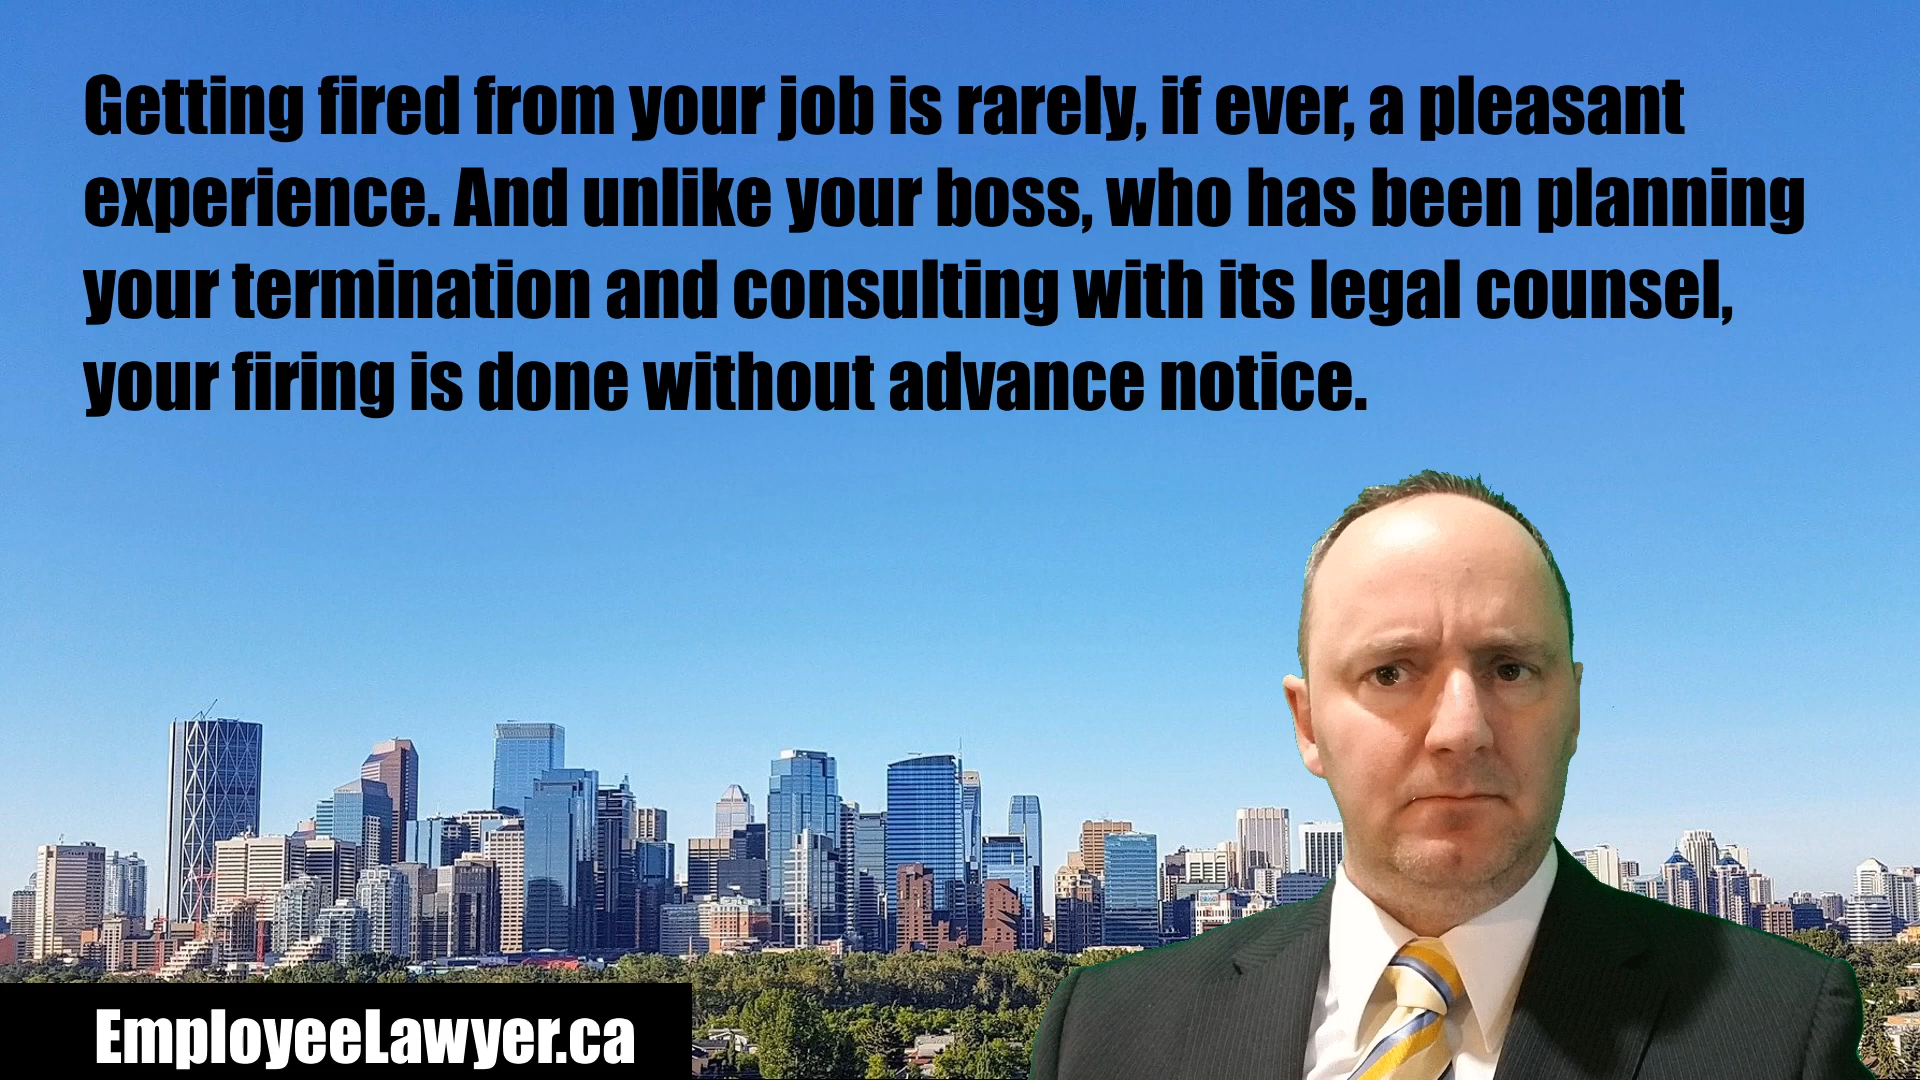 Getting fired from your job is rarely, if ever, a pleasant
experience. And unlike your boss, who has been planning
your termination and consulting with its legal counsel,
your firing is done without advance notice.
EmployeeLawyer.ca